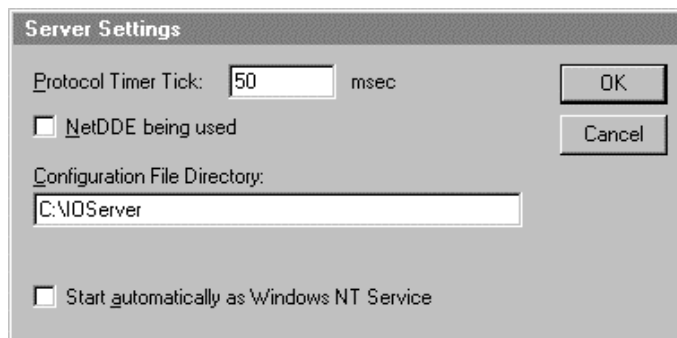 Server Settings
Protocol Timer Tick: 50 msec
OK
NetDDE being used
Cancel
Configuration File Directory:
C:\IOServer
Start automatically as Windows NT Service